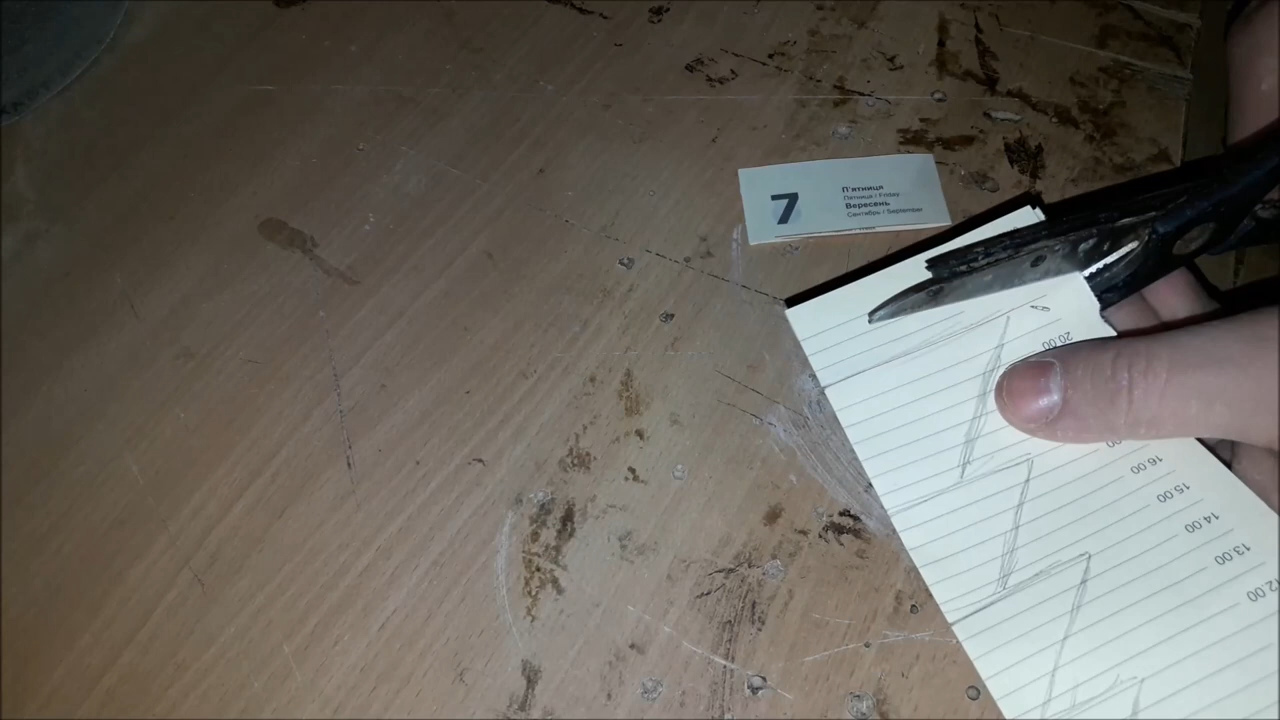 7
П'ятниця
Пятница / Friday
Вересень
Сентябрь / September
20.00
16.00
15.00
14.00
13.00
12.00